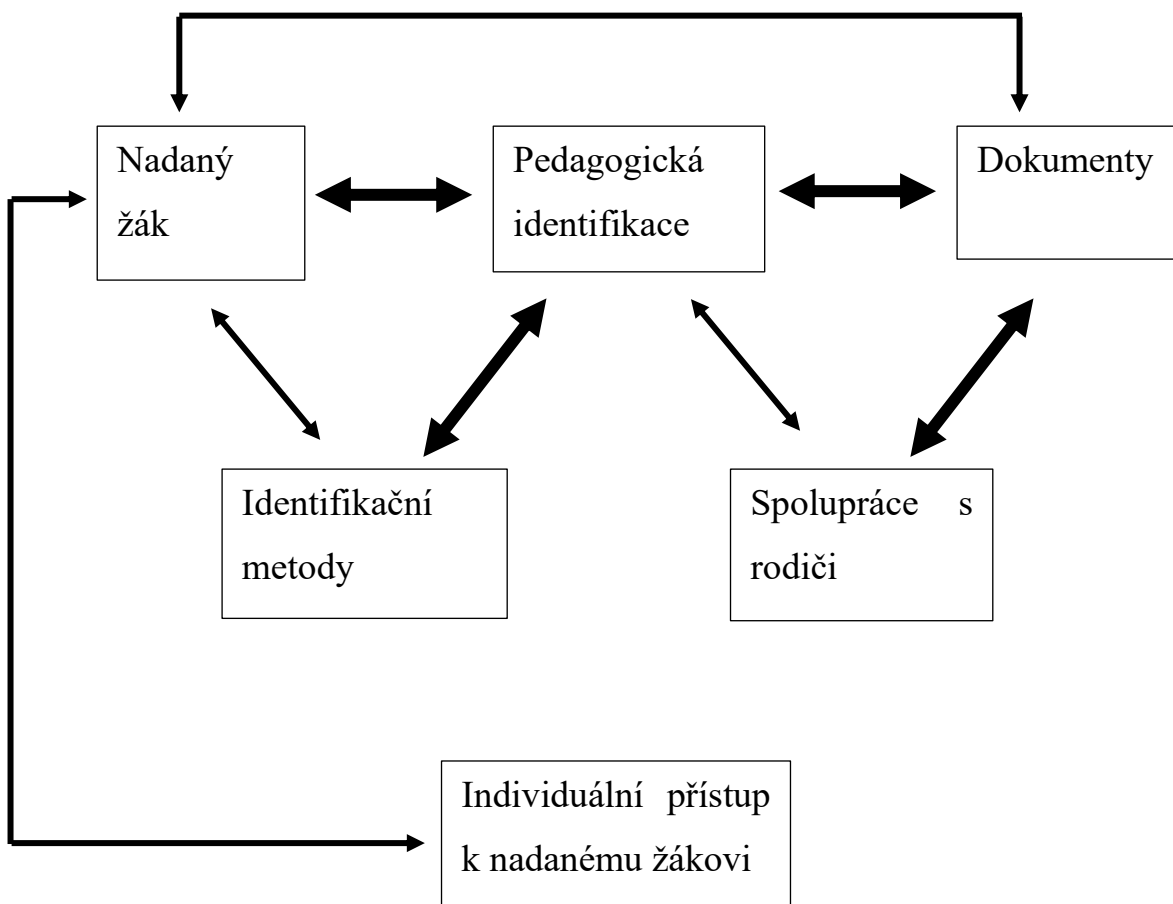 Nadaný
žák
Pedagogická
identifikace
Dokumenty
Identifikační
metody
Spolupráce s
rodiči
Individuální přístup
k nadanému žákovi